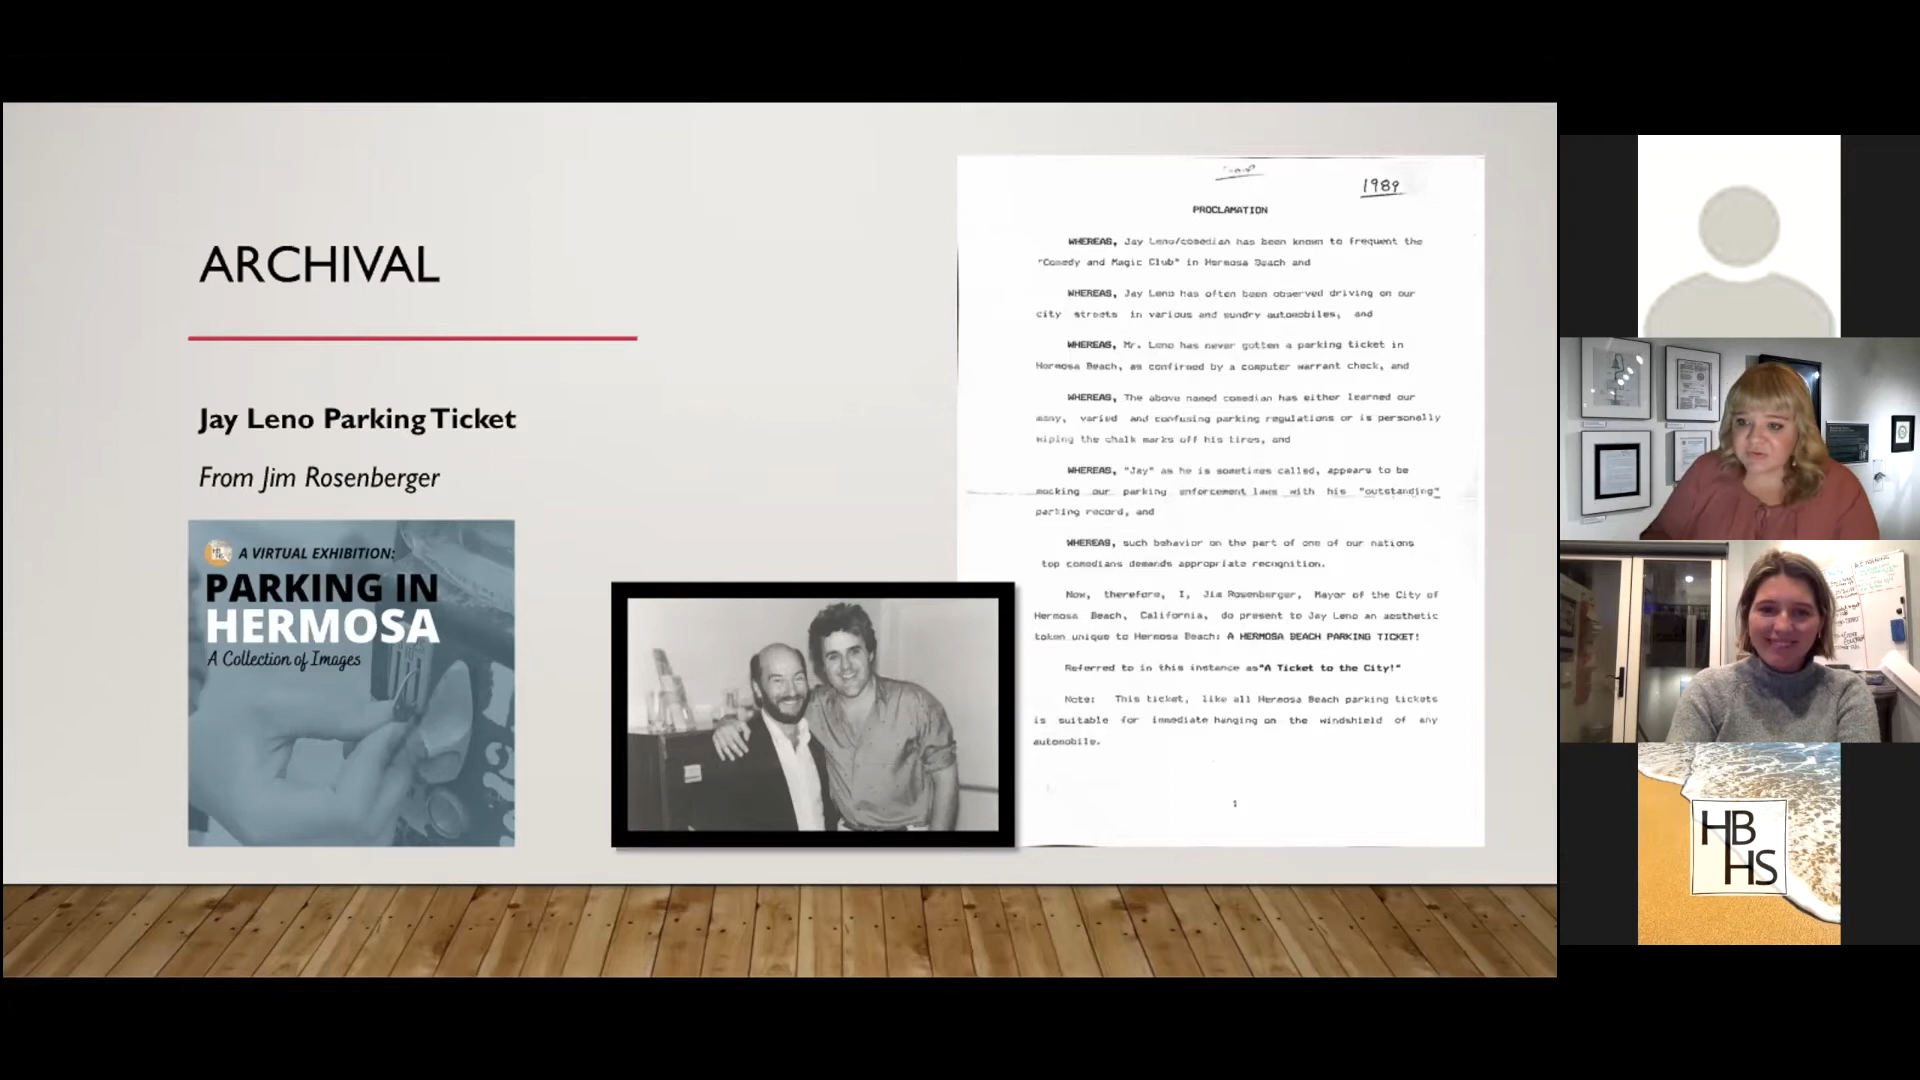 ARCHIVAL
Jay Leno Parking Ticket
From Jim Rosenberger
A VIRTUAL EXHIBITION:
PARKING IN
HERMOSA
A Collection of Images
1989
PROCLAMATION
WHEREAS, Jay Leno/comedian has been known to frequent the
"Comedy and Magic Club" in Hermosa Beach and
WHEREAS, Jay Leno has often been observed driving on our
city streets in various and sundry automobiles, and
WHEREAS, Mr. Leno has never gotten a parking ticket in
Hermosa Beach, as confirmed by a computer warrant check, and
WHEREAS, The above named comedian has either learned our
many, varied and confusing parking regulations or is personally
wiping the chalk marks off his tires, and
WHEREAS, "Jay" as he is sometimes called, appears to be
mocking our parking enforcement laws with his "outstanding"
parking record, and
WHEREAS, such behavior on the part of one of our nations
top comedians demands appropriate recognition.
Now, therefore, I, Jim Rosenberger, Mayor of the City of
Hermosa Beach, California, do present to Jay Leno an aesthetic
token unique to Hermosa Beach: A HERMOSA BEACH PARKING TICKET!
Referred to in this instance as"A Ticket to the City!"
Note: This ticket, like all Hermosa Beach parking tickets
is suitable for immediate hanging on the windshield of any
automobile.
1
HB
HS